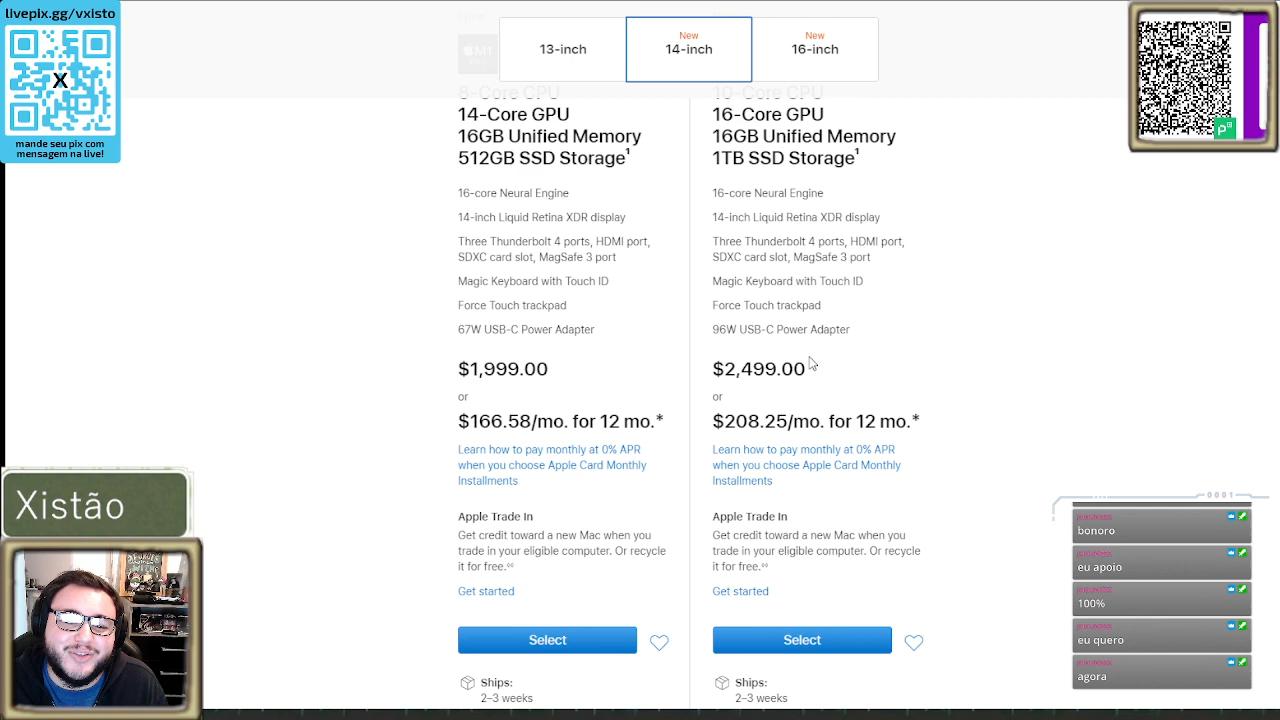 livepix.gg/vxisto
X
mande seu pix com
mensagem na live!
13-inch
New
14-inch
New
16-inch
M1
8-Core CPU
14-Core GPU
16GB Unified Memory
512GB SSD Storage¹
16-core Neural Engine
14-inch Liquid Retina XDR display
Three Thunderbolt 4 ports, HDMI port,
SDXC card slot, MagSafe 3 port
Magic Keyboard with Touch ID
Force Touch trackpad
67W USB-C Power Adapter
$1,999.00
or
$166.58/mo. for 12 mo.*
Learn how to pay monthly at 0% APR
when you choose Apple Card Monthly
Installments
Apple Trade In
Get credit toward a new Mac when you
trade in your eligible computer. Or recycle
it for free.◊◊
Get started
Select
Ships:
2–3 weeks
10-Core CPU
16-Core GPU
16GB Unified Memory
1TB SSD Storage¹
16-core Neural Engine
14-inch Liquid Retina XDR display
Three Thunderbolt 4 ports, HDMI port,
SDXC card slot, MagSafe 3 port
Magic Keyboard with Touch ID
Force Touch trackpad
96W USB-C Power Adapter
$2,499.00
or
$208.25/mo. for 12 mo.*
Learn how to pay monthly at 0% APR
when you choose Apple Card Monthly
Installments
Apple Trade In
Get credit toward a new Mac when you
trade in your eligible computer. Or recycle
it for free.◊◊
Get started
Select
Ships:
2–3 weeks
Xistão
0001
bonoro
eu apoio
100%
eu quero
agora